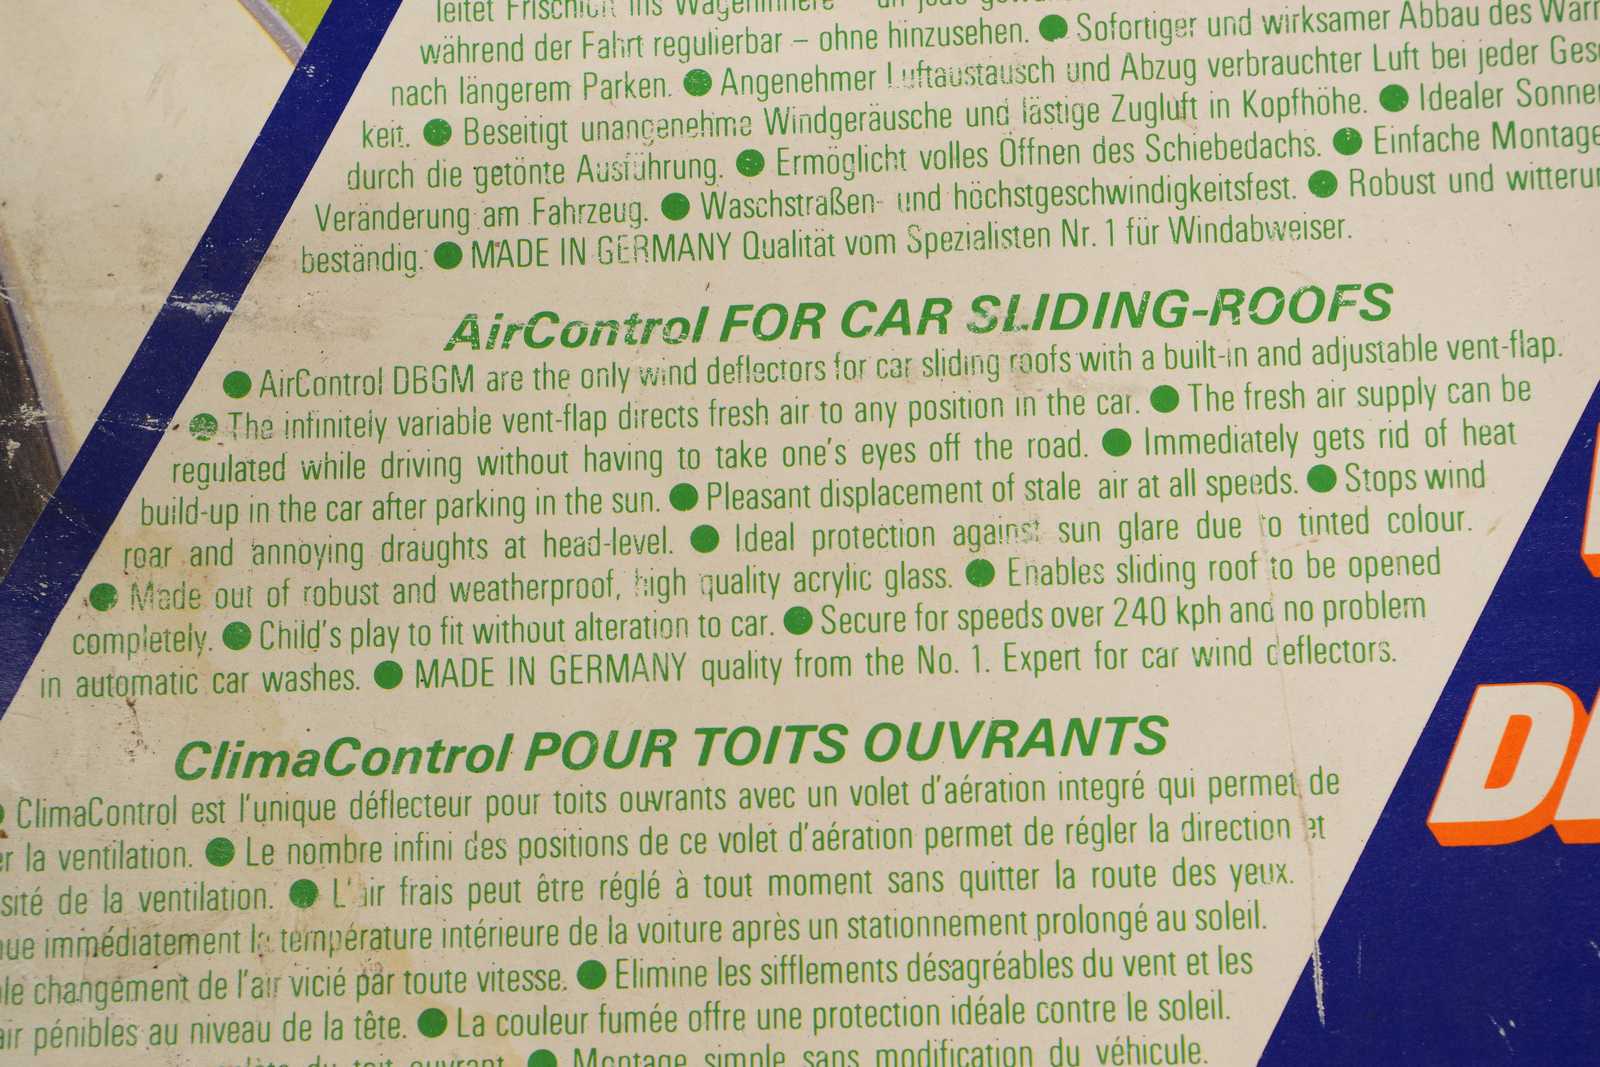 leitet Frischluft ins Wageninnere –
während der Fahrt regulierbar – ohne hinzusehen. ● Sofortiger und wirksamer Abbau des
nach längerem Parken. ● Angenehmer Luftaustausch und Abzug verbrauchter Luft bei jeder
keit. ● Beseitigt unangenehme Windgeräusche und lästige Zugluft in Kopfhöhe. ● Idealer
durch die getönte Ausführung. ● Ermöglicht volles Öffnen des Schiebedachs. ● Einfache Montage
Veränderung am Fahrzeug. ● Waschstraßen- und höchstgeschwindigkeitsfest. ● Robust und
beständig. ● MADE IN GERMANY Qualität vom Spezialisten Nr. 1 für Windabweiser.
AirControl FOR CAR SLIDING-ROOFS
● AirControl DBGM are the only wind deflectors for car sliding roofs with a built-in and adjustable vent-flap.
● The infinitely variable vent-flap directs fresh air to any position in the car. ● The fresh air supply can be
regulated while driving without having to take one's eyes off the road. ● Immediately gets rid of heat
build-up in the car after parking in the sun. ● Pleasant displacement of stale air at all speeds. ● Stops wind
roar and annoying draughts at head-level. ● Ideal protection against sun glare due to tinted colour.
● Made out of robust and weatherproof, high quality acrylic glass. ● Enables sliding roof to be opened
completely. ● Child's play to fit without alteration to car. ● Secure for speeds over 240 kph and no problem
in automatic car washes. ● MADE IN GERMANY quality from the No. 1. Expert for car wind deflectors.
ClimaControl POUR TOITS OUVRANTS
● ClimaControl est l'unique déflecteur pour toits ouvrants avec un volet d'aération integré qui permet de
la ventilation. ● Le nombre infini des positions de ce volet d'aération permet de régler la direction et
de la ventilation. ● L'air frais peut être réglé à tout moment sans quitter la route des yeux.
immédiatement la température intérieure de la voiture après un stationnement prolongé au soleil.
changement de l'air vicié par toute vitesse. ● Elimine les sifflements désagréables du vent et les
air pénibles au niveau de la tête. ● La couleur fumée offre une protection idéale contre le soleil.
du toit ouvrant. ● Montage simple sans modification du véhicule.